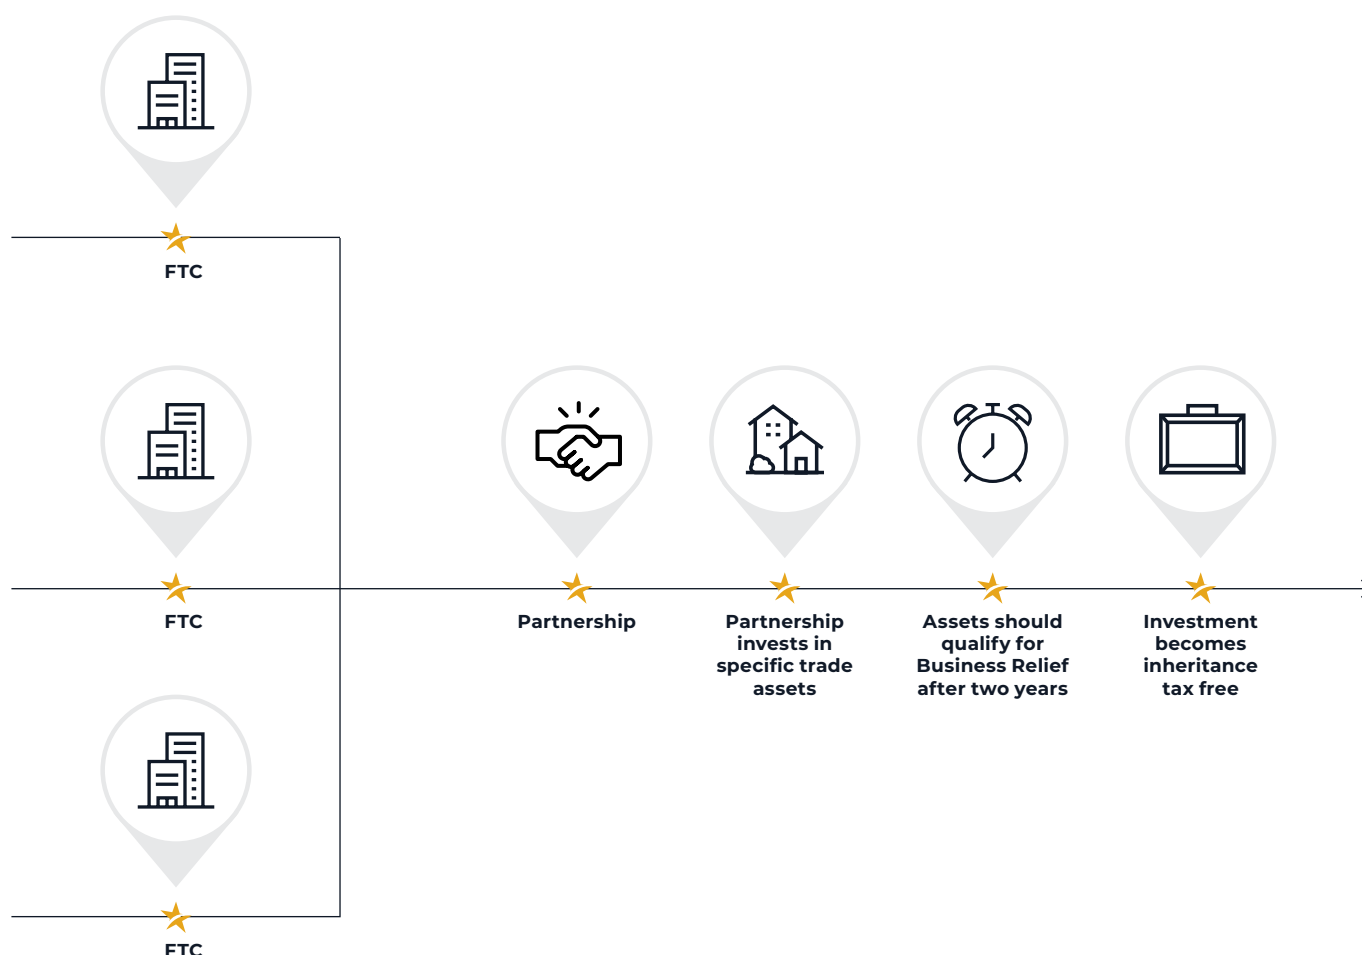 FTC
FTC
Partnership
Partnership
invests in
specific trade
assets
Assets should
qualify for
Business Relief
after two years
Investment
becomes
inheritance
tax free
FTC